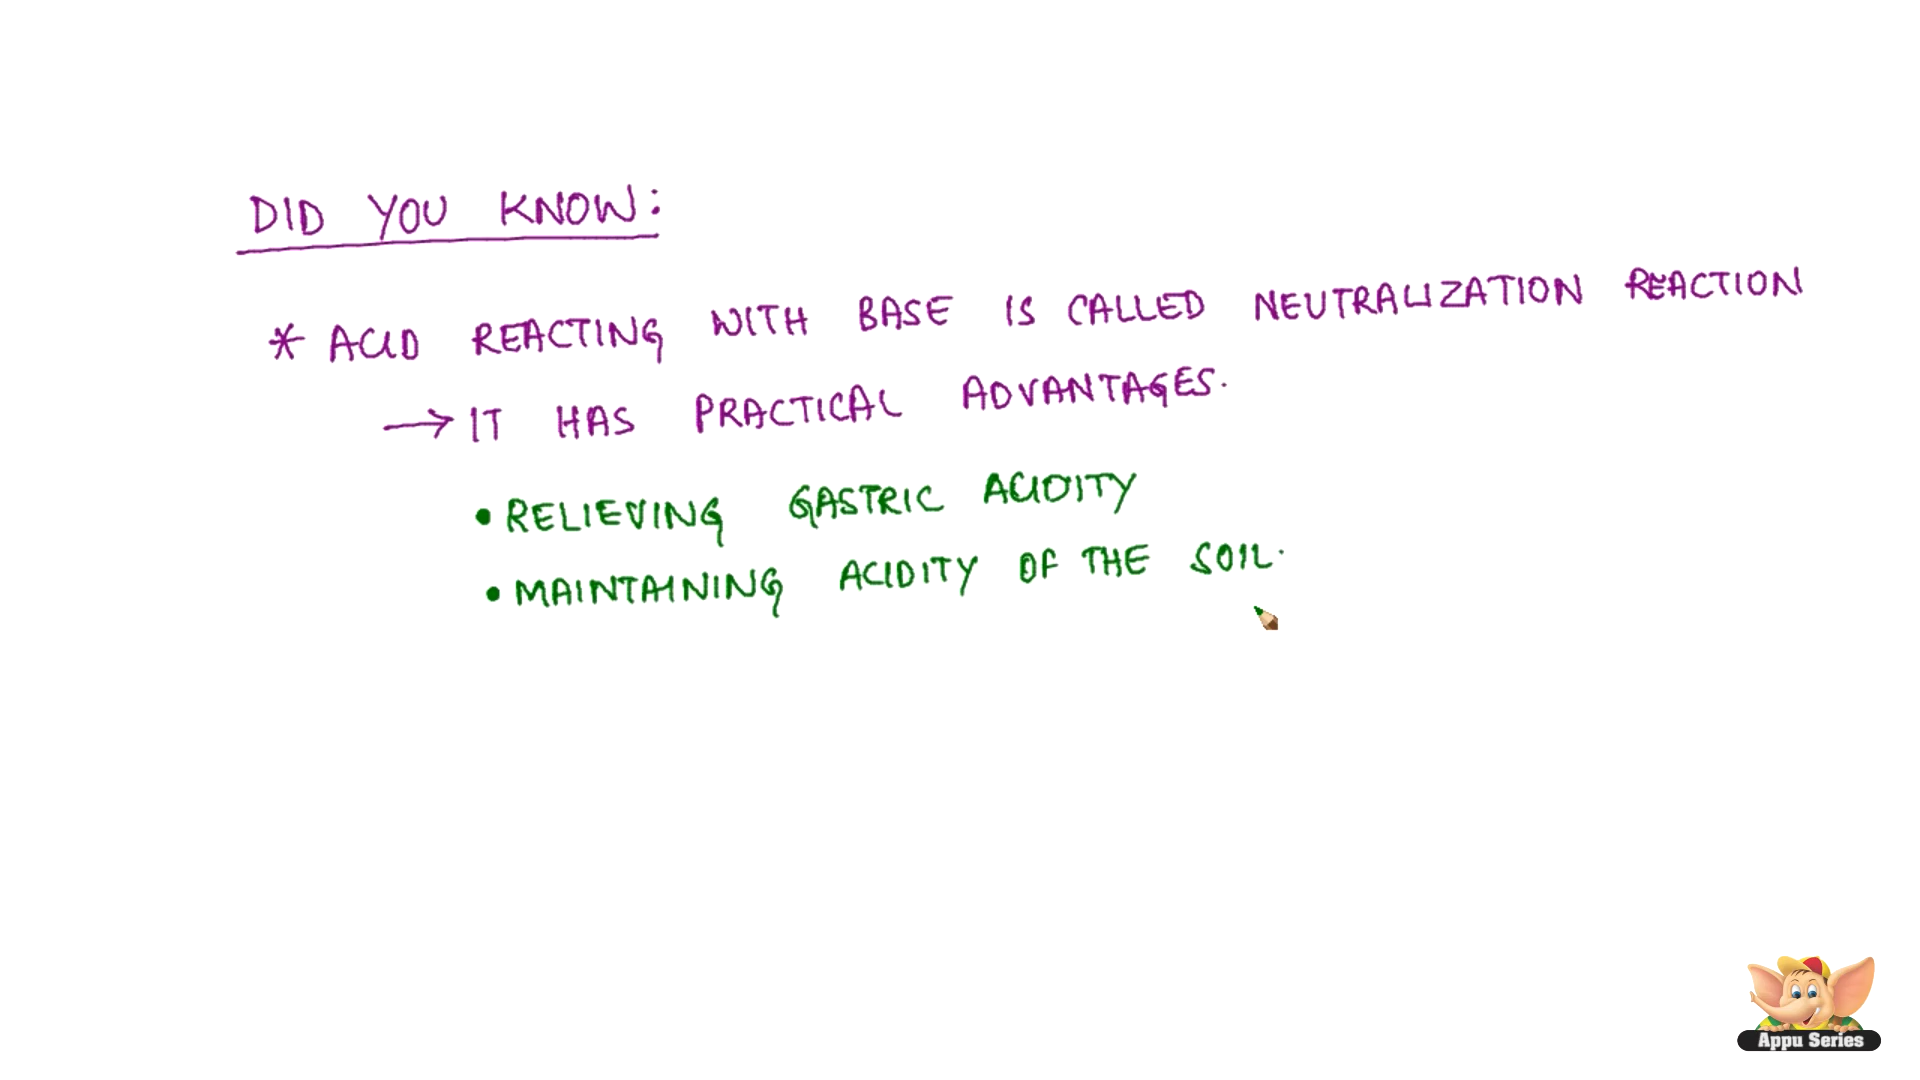 DID YOU KNOW:
* ACID REACTING WITH BASE IS CALLED NEUTRALIZATION REACTION
→ IT HAS PRACTICAL ADVANTAGES.
• RELIEVING GASTRIC ACIDITY
• MAINTAINING ACIDITY OF THE SOIL.
Appu Series